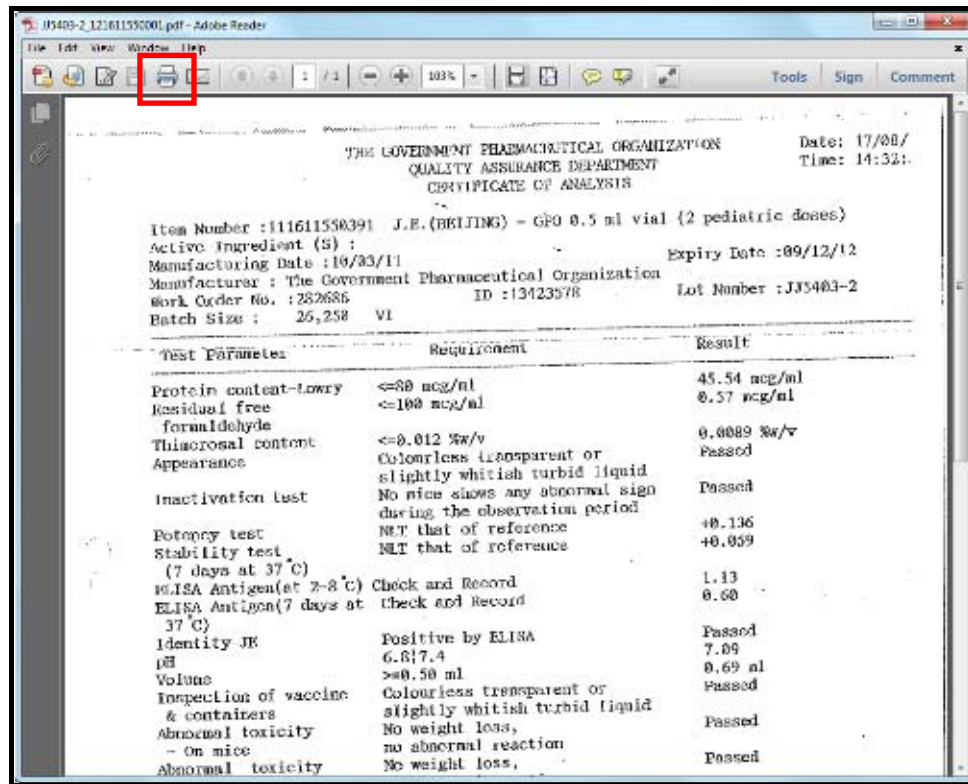 JJ5403-2_121611550001.pdf - Adobe Reader
File Edit View Window Help
1 / 1 103% Tools Sign Comment
THE GOVERNMENT PHARMACEUTICAL ORGANIZATION Date: 17/08/
QUALITY ASSURANCE DEPARTMENT Time: 14:32:
CERTIFICATE OF ANALYSIS
Item Number :111611550391 J.E.(BEIJING) - GPO 0.5 ml vial (2 pediatric doses)
Active Ingredient (S) :
Manufacturing Date :10/03/11 Expiry Date :09/12/12
Manufacturer : The Government Pharmaceutical Organization
Work Order No. :282686 ID :13423578 Lot Number :JJ5403-2
Batch Size : 26,258 VI
Test Parameter Requirement Result
Protein content-Lowry <=80 mcg/ml 45.54 mcg/ml
Residual free <=100 mcg/ml 0.57 mcg/ml
formaldehyde
Thimerosal content <=0.012 %w/v 0.0089 %w/v
Appearance Colourless transparent or Passed
slightly whitish turbid liquid
Inactivation test No mice shows any abnormal sign Passed
during the observation period
Potency test NLT that of reference +0.136
Stability test NLT that of reference +0.059
(7 days at 37°C)
ELISA Antigen(at 2-8°C) Check and Record 1.13
ELISA Antigen(7 days at Check and Record 0.60
37°C)
Identity JE Positive by ELISA Passed
pH 6.8¦7.4 7.09
Volume >=0.50 ml 0.69 ml
Inspection of vaccine Colourless transparent or Passed
& containers slightly whitish turbid liquid
Abnormal toxicity No weight loss, Passed
- On mice no abnormal reaction
Abnormal toxicity No weight loss, Passed